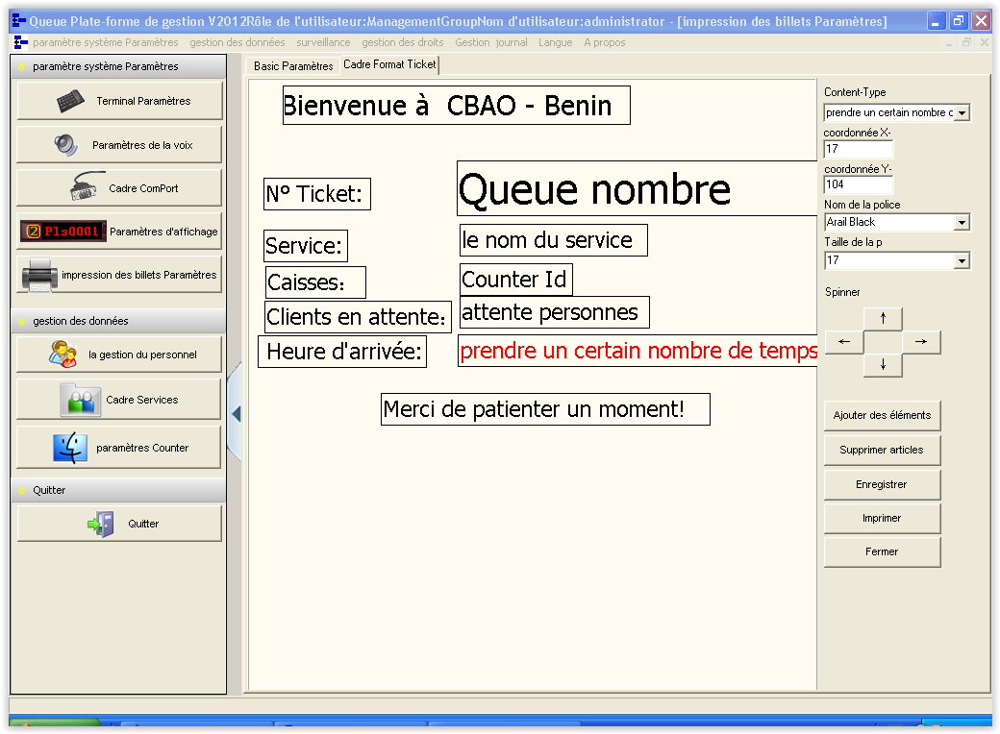 Queue Plate-forme de gestion V2012Rôle de l'utilisateur:ManagementGroupNom d'utilisateur:administrator - [impression des billets Paramètres]
paramètre système Paramètres gestion des données surveillance gestion des droits Gestion journal Langue A propos
paramètre système Paramètres
Terminal Paramètres
Paramètres de la voix
Cadre ComPort
2 Pls0001 Paramètres d'affichage
impression des billets Paramètres
gestion des données
la gestion du personnel
Cadre Services
paramètres Counter
Quitter
Quitter
Basic Paramètres Cadre Format Ticket
Bienvenue à CBAO - Benin
N° Ticket: Queue nombre
Service: le nom du service
Caisses: Counter Id
Clients en attente: attente personnes
Heure d'arrivée: prendre un certain nombre de temps
Merci de patienter un moment!
Content-Type
prendre un certain nombre c
coordonnée X-
17
coordonnée Y-
104
Nom de la police
Arail Black
Taille de la p
17
Spinner
↑
← →
↓
Ajouter des éléments
Supprimer articles
Enregistrer
Imprimer
Fermer